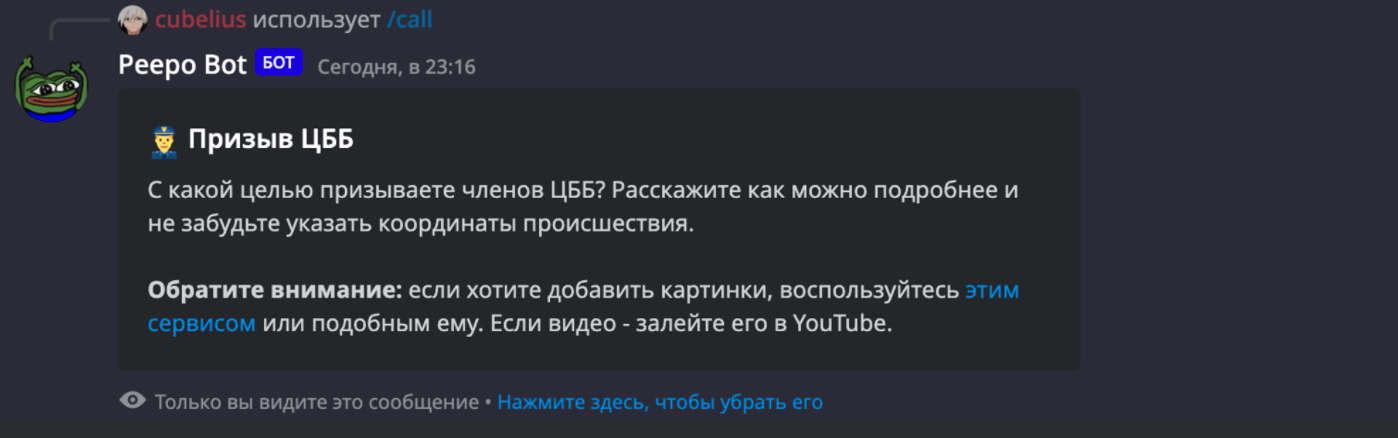 cubelius использует /call
Peepo Bot БОТ Сегодня, в 23:16
Призыв ЦББ
С какой целью призываете членов ЦББ? Расскажите как можно подробнее и
не забудьте указать координаты происшествия.
Обратите внимание: если хотите добавить картинки, воспользуйтесь этим
сервисом или подобным ему. Если видео - залейте его в YouTube.
Только вы видите это сообщение • Нажмите здесь, чтобы убрать его